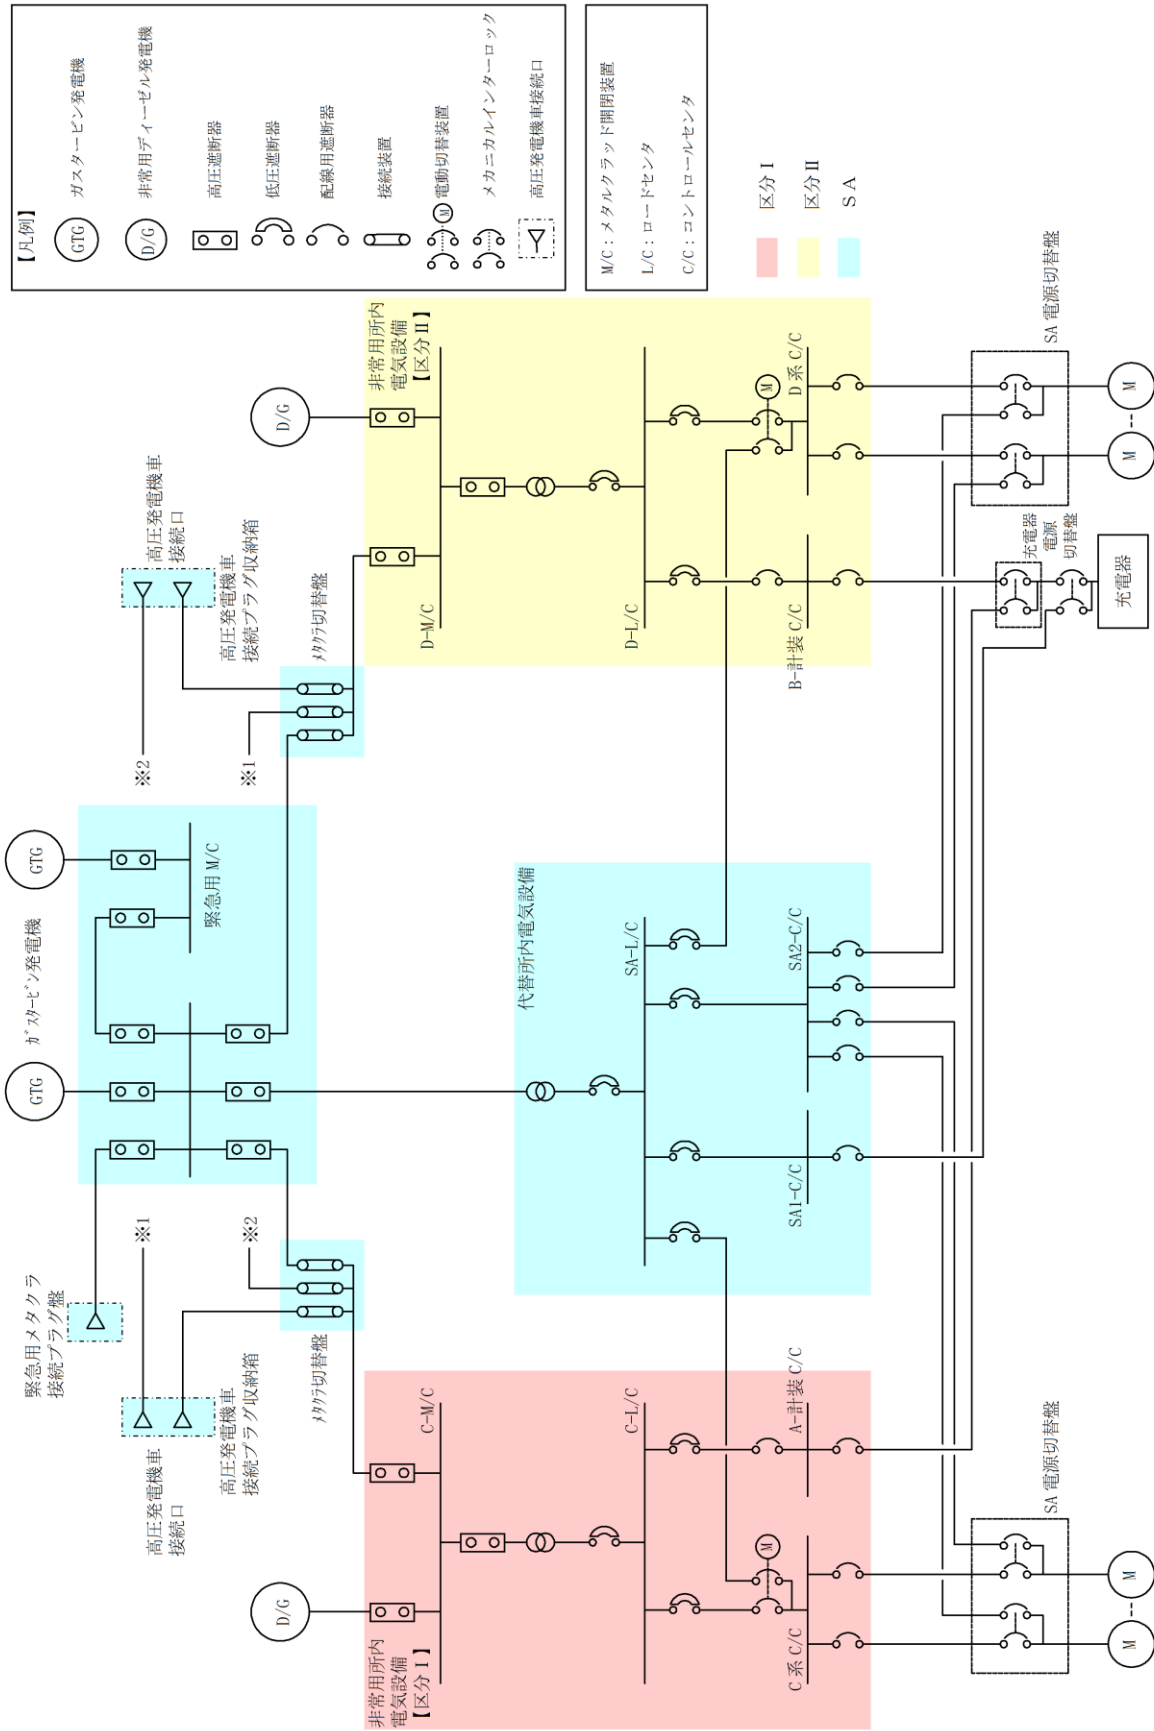 【凡例】
GTG
ガスタービン発電機
D/G
非常用ディーゼル発電機
高圧遮断器
低圧遮断器
配線用遮断器
接続装置
M
電動切替装置
メカニカルインターロック
高圧発電機車接続口
M/C：メタルクラッド開閉装置
L/C：ロードセンタ
C/C：コントロールセンタ
区分Ⅰ
区分Ⅱ
ＳＡ
緊急用メタクラ
接続プラグ盤
GTG
ｶﾞｽﾀｰﾋﾞﾝ発電機
GTG
緊急用 M/C
高圧発電機車
接続口
※1
高圧発電機車
接続プラグ収納箱
※2
ﾒﾀｸﾗ切替盤
※2
※1
高圧発電機車
接続口
高圧発電機車
接続プラグ収納箱
ﾒﾀｸﾗ切替盤
D/G
非常用所内
電気設備
【区分Ⅰ】
C-M/C
C-L/C
M
C 系 C/C
A-計装 C/C
代替所内電気設備
SA-L/C
SA1-C/C
SA2-C/C
D/G
非常用所内
電気設備
【区分Ⅱ】
D-M/C
D-L/C
M
B-計装 C/C
D 系 C/C
SA 電源切替盤
M
M
充電器
電源
切替盤
充電器
SA 電源切替盤
M
M